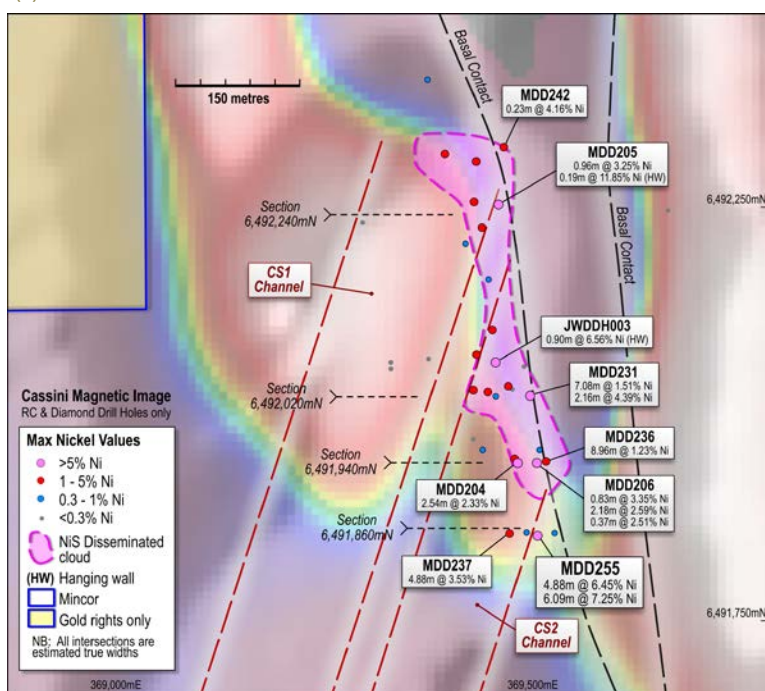 Basal Contact
150 metres
MDD242
0.23m @ 4.16% Ni
MDD205
0.96m @ 3.25% Ni
0.19m @ 11.85% Ni (HW)
6,492,250mN
Section
6,492,240mN
Basal Contact
CS1
Channel
JWDDH003
0.90m @ 6.56% Ni (HW)
Section
6,492,020mN
MDD231
7.08m @ 1.51% Ni
2.16m @ 4.39% Ni
Cassini Magnetic Image
RC & Diamond Drill Holes only
Max Nickel Values
>5% Ni
1 - 5% Ni
0.3 - 1% Ni
<0.3% Ni
NiS Disseminated
cloud
(HW) Hanging wall
Mincor
Gold rights only
NB; All intersections are
estimated true widths
Section
6,491,940mN
MDD236
8.96m @ 1.23% Ni
MDD204
2.54m @ 2.33% Ni
MDD206
0.83m @ 3.35% Ni
2.18m @ 2.59% Ni
0.37m @ 2.51% Ni
Section
6,491,860mN
MDD237
4.88m @ 3.53% Ni
MDD255
4.88m @ 6.45% Ni
6.09m @ 7.25% Ni
6,491,750mN
CS2
Channel
369,000mE
369,500mE